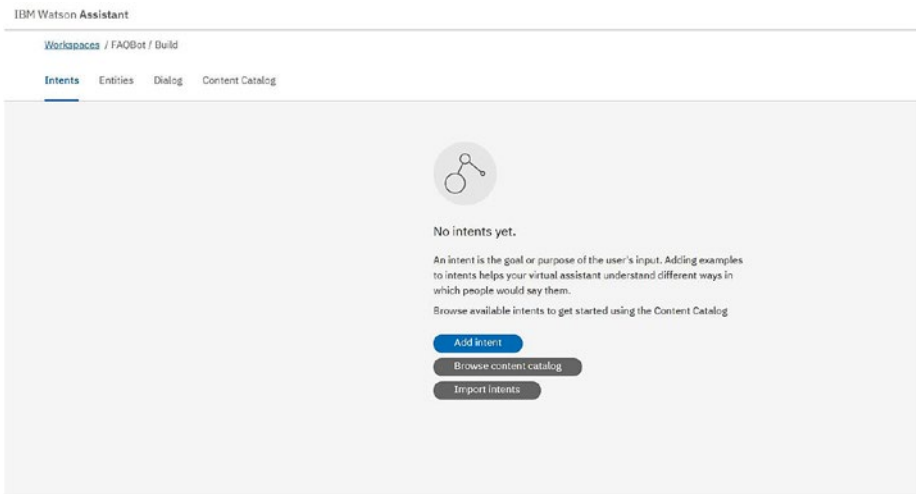 IBM Watson Assistant
Workspaces / FAQBot / Build
Intents Entities Dialog Content Catalog
No intents yet.
An intent is the goal or purpose of the user's input. Adding examples
to intents helps your virtual assistant understand different ways in
which people would say them.
Browse available intents to get started using the Content Catalog
Add intent
Browse content catalog
Import intents